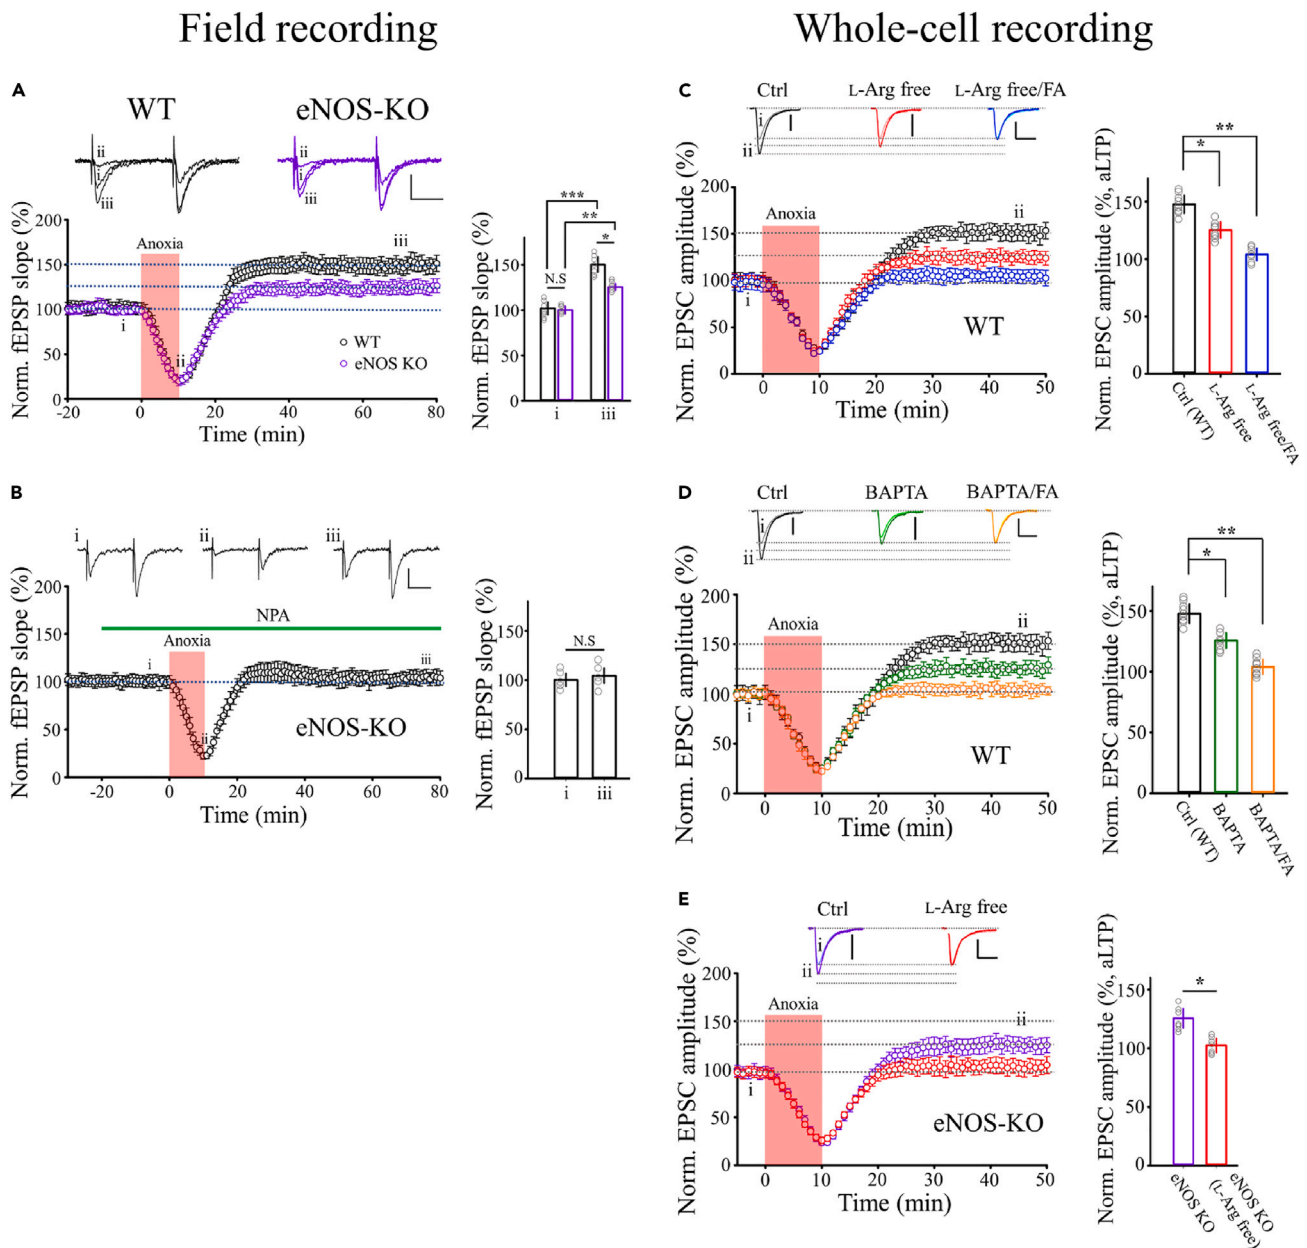 Field recording
Whole-cell recording
A
WT
eNOS-KO
ii
i
iii
ii
i
iii
Norm. fEPSP slope (%)
200
150
100
50
0
Anoxia
iii
i
ii
WT
eNOS KO
-20
0
20
40
60
80
Time (min)
Norm. fEPSP slope (%)
150
100
50
0
***
**
*
N.S
i
iii
B
i
ii
iii
Norm. fEPSP slope (%)
200
150
100
50
0
NPA
Anoxia
i
ii
iii
eNOS-KO
-20
0
20
40
60
80
Time (min)
Norm. fEPSP slope (%)
150
100
50
0
N.S
i
iii
C
Ctrl
L-Arg free
L-Arg free/FA
i
ii
Norm. EPSC amplitude (%)
200
150
100
50
0
Anoxia
ii
i
WT
0
10
20
30
40
50
Time (min)
Norm. EPSC amplitude (%, aLTP)
150
100
50
0
**
*
Ctrl (WT)
L-Arg free
L-Arg free/FA
D
Ctrl
BAPTA
BAPTA/FA
i
ii
Norm. EPSC amplitude (%)
200
150
100
50
0
Anoxia
ii
i
WT
0
10
20
30
40
50
Time (min)
Norm. EPSC amplitude (%, aLTP)
150
100
50
0
**
*
Ctrl (WT)
BAPTA
BAPTA/FA
E
Ctrl
L-Arg free
i
ii
Norm. EPSC amplitude (%)
200
150
100
50
0
Anoxia
ii
i
eNOS-KO
0
10
20
30
40
50
Time (min)
Norm. EPSC amplitude (%, aLTP)
150
100
50
0
*
eNOS KO
eNOS KO
(L-Arg free)